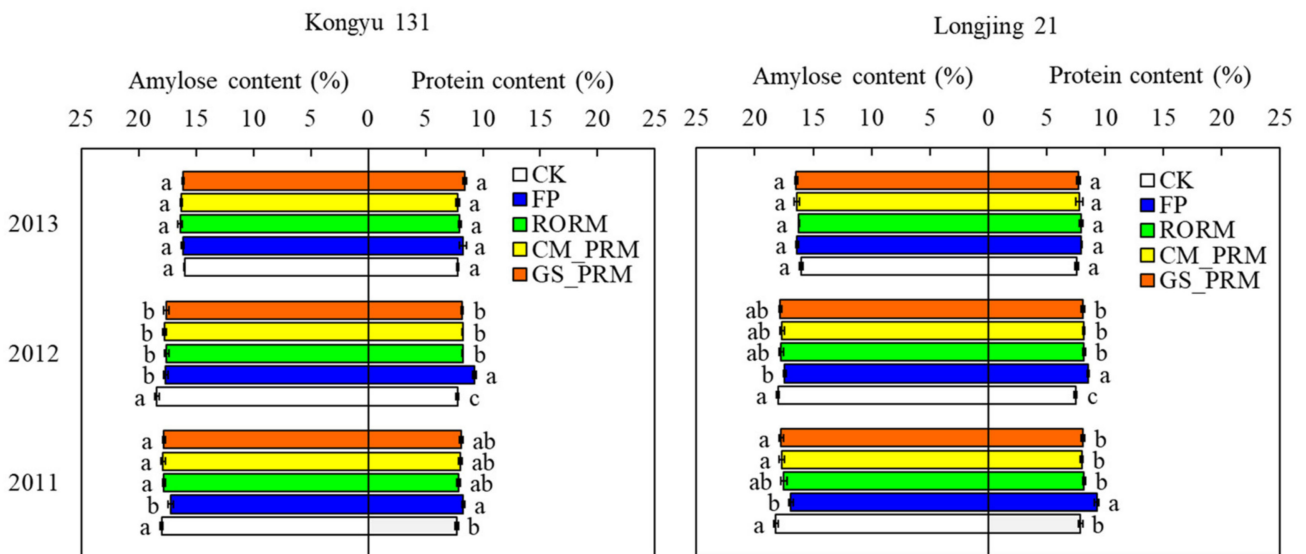 Kongyu 131
Longjing 21
Amylose content (%) Protein content (%)
Amylose content (%) Protein content (%)
25 20 15 10 5 0 5 10 15 20 25
25 20 15 10 5 0 5 10 15 20 25
2013
a a
a a
a a
a a
a a
CK
FP
RORM
CM_PRM
GS_PRM
a a
a a
a a
a a
a a
CK
FP
RORM
CM_PRM
GS_PRM
2012
b b
b b
b b
b a
a c
ab b
ab b
ab b
b a
a c
2011
a ab
a ab
a ab
b a
a b
a b
a b
ab b
b a
a b